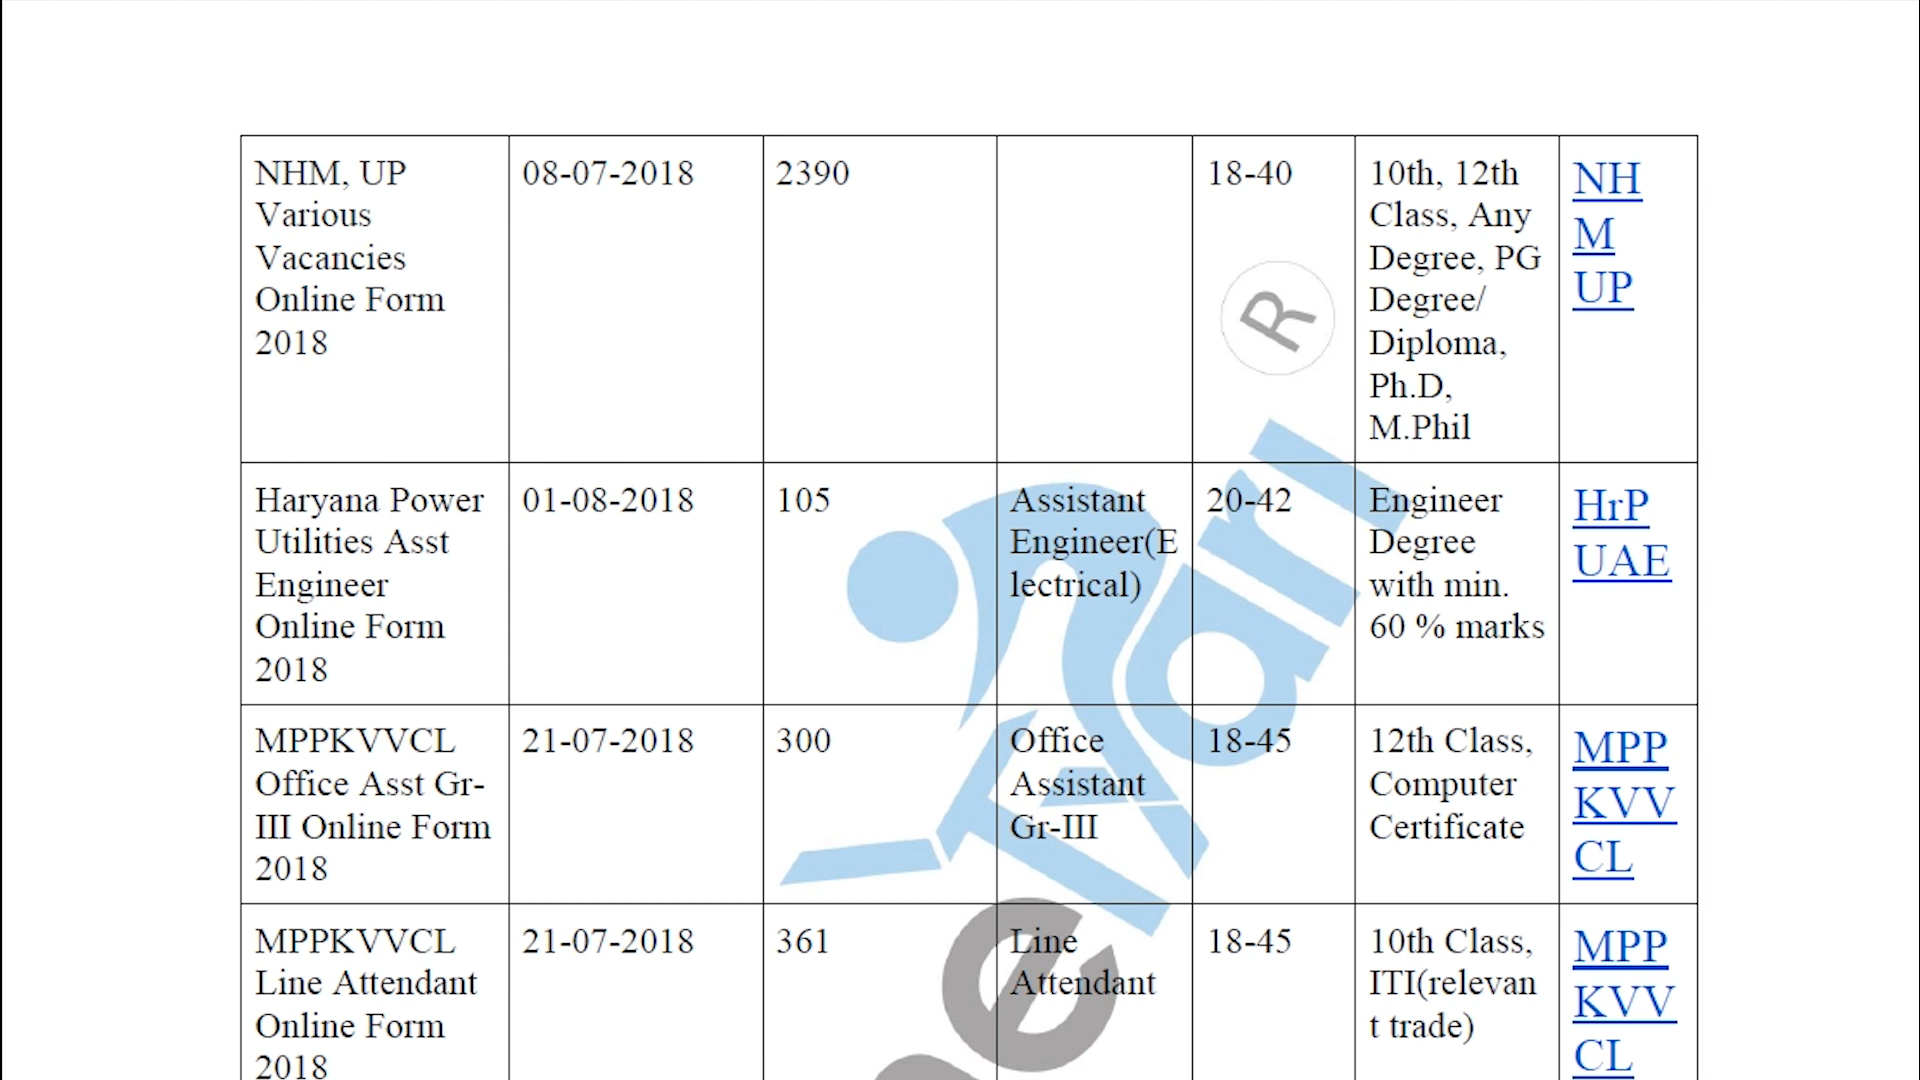 NHM, UP
Various
Vacancies
Online Form
2018
08-07-2018
2390
18-40
10th, 12th
Class, Any
Degree, PG
Degree/
Diploma,
Ph.D,
M.Phil
NH
M
UP
Haryana Power
Utilities Asst
Engineer
Online Form
2018
01-08-2018
105
Assistant
Engineer(E
lectrical)
20-42
Engineer
Degree
with min.
60 % marks
HrP
UAE
MPPKVVCL
Office Asst Gr-
III Online Form
2018
21-07-2018
300
Office
Assistant
Gr-III
18-45
12th Class,
Computer
Certificate
MPP
KVV
CL
MPPKVVCL
Line Attendant
Online Form
2018
21-07-2018
361
Line
Attendant
18-45
10th Class,
ITI(relevan
t trade)
MPP
KVV
CL
R